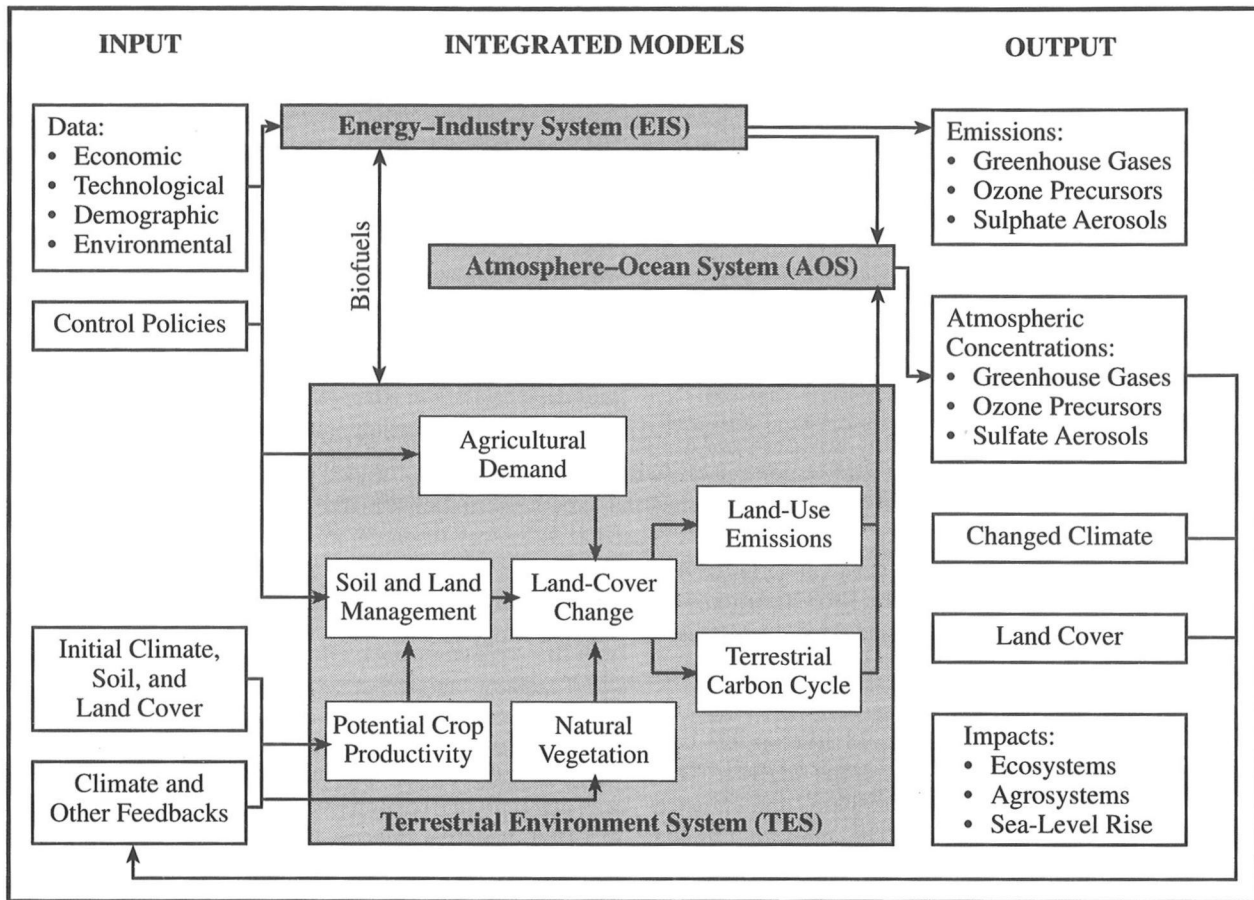 INPUT
INTEGRATED MODELS
OUTPUT
Data:
• Economic
• Technological
• Demographic
• Environmental
Control Policies
Initial Climate,
Soil, and
Land Cover
Climate and
Other Feedbacks
Energy–Industry System (EIS)
Biofuels
Atmosphere–Ocean System (AOS)
Agricultural
Demand
Soil and Land
Management
Land-Cover
Change
Land-Use
Emissions
Terrestrial
Carbon Cycle
Potential Crop
Productivity
Natural
Vegetation
Terrestrial Environment System (TES)
Emissions:
• Greenhouse Gases
• Ozone Precursors
• Sulphate Aerosols
Atmospheric
Concentrations:
• Greenhouse Gases
• Ozone Precursors
• Sulfate Aerosols
Changed Climate
Land Cover
Impacts:
• Ecosystems
• Agrosystems
• Sea-Level Rise